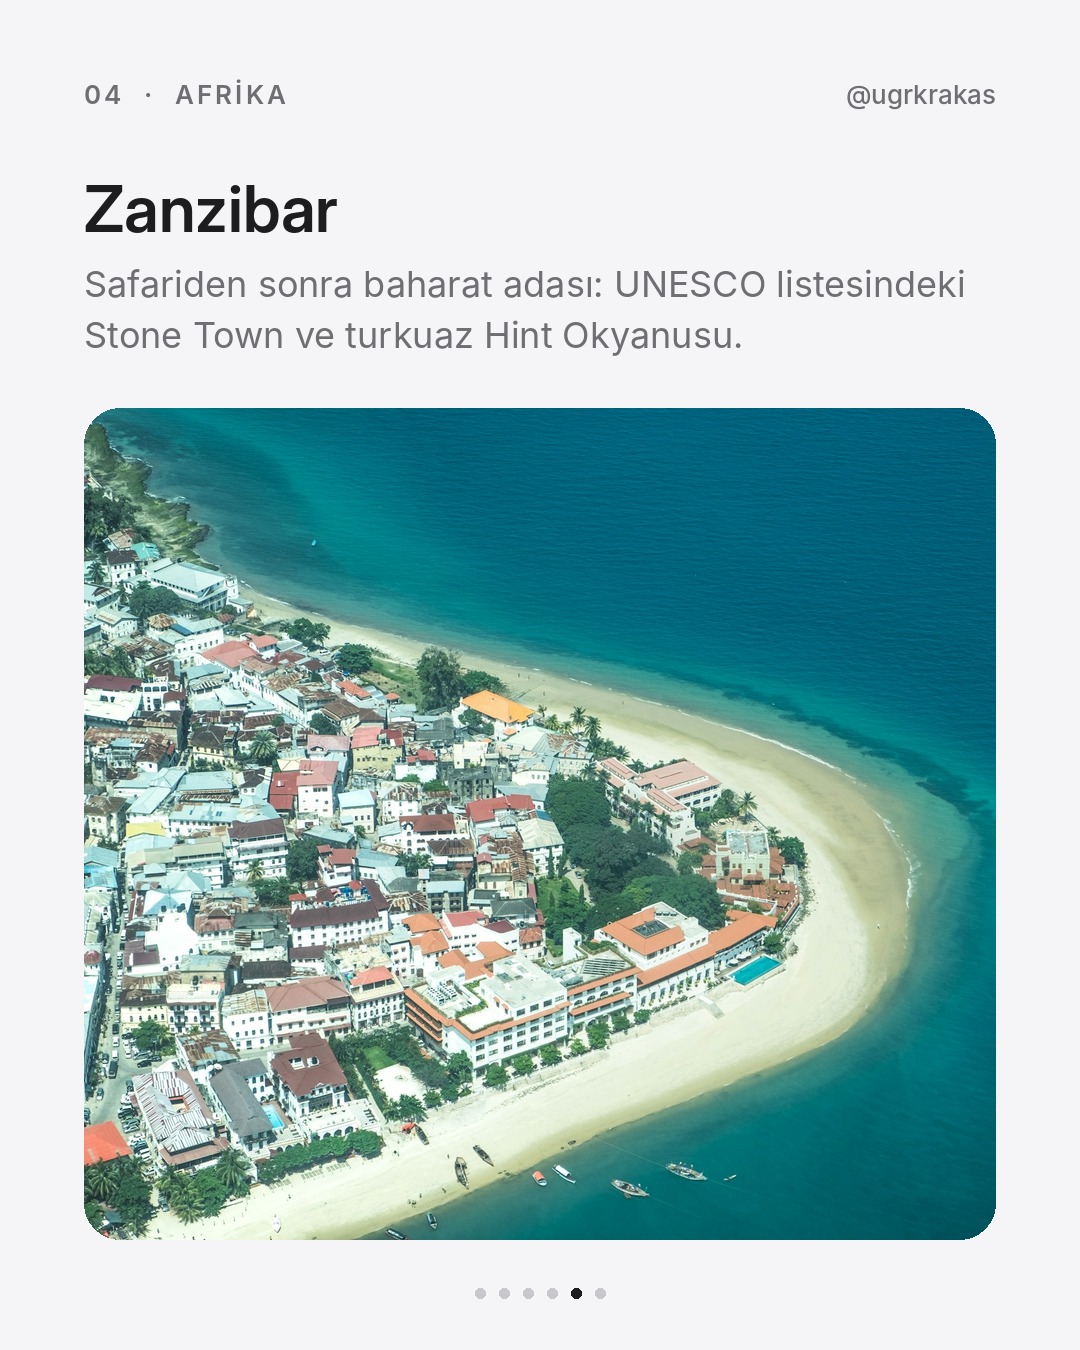 04 · AFRİKA
@ugrkrakas
Zanzibar
Safariden sonra baharat adası: UNESCO listesindeki
Stone Town ve turkuaz Hint Okyanusu.